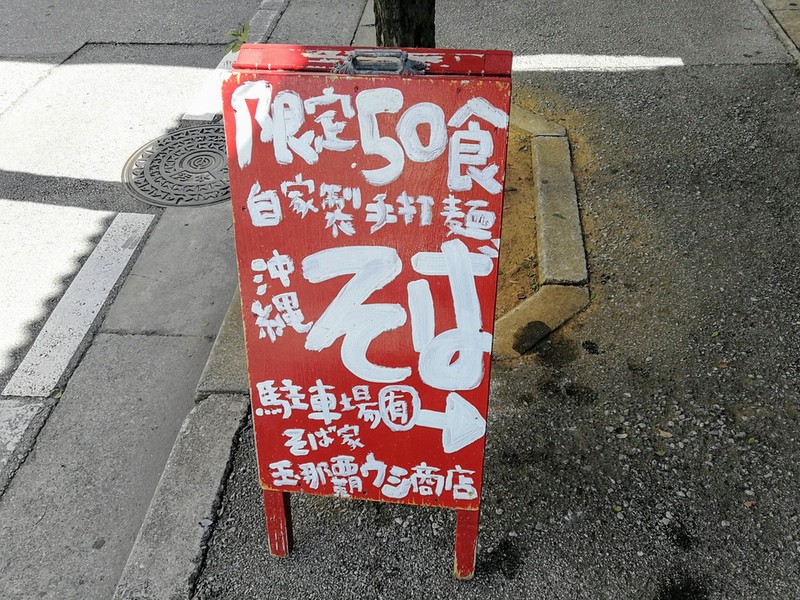 限定50食
自家製手打麺
沖縄そば
駐車場有→
そば家
玉那覇ウシ商店